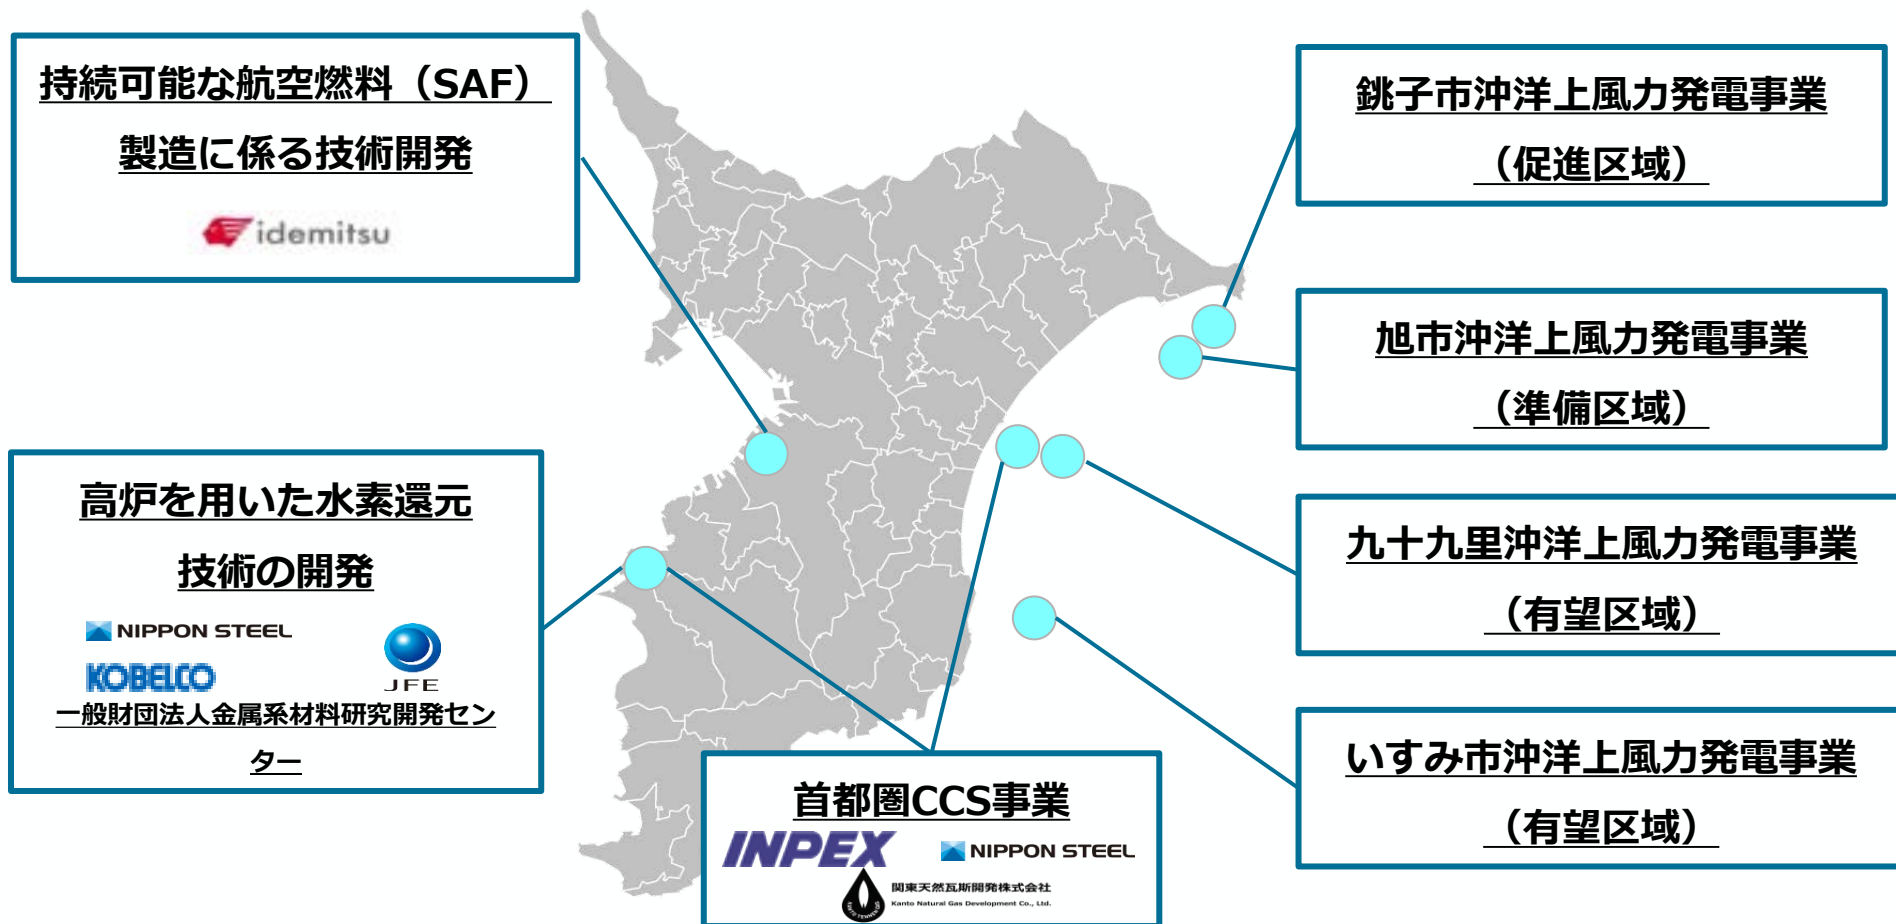 持続可能な航空燃料（SAF）
製造に係る技術開発
idemitsu
高炉を用いた水素還元
技術の開発
NIPPON STEEL
KOBELCO
JFE
一般財団法人金属系材料研究開発セン
ター
首都圏CCS事業
INPEX
NIPPON STEEL
関東天然瓦斯開発株式会社
Kanto Natural Gas Development Co., Ltd.
銚子市沖洋上風力発電事業
（促進区域）
旭市沖洋上風力発電事業
（準備区域）
九十九里沖洋上風力発電事業
（有望区域）
いすみ市沖洋上風力発電事業
（有望区域）